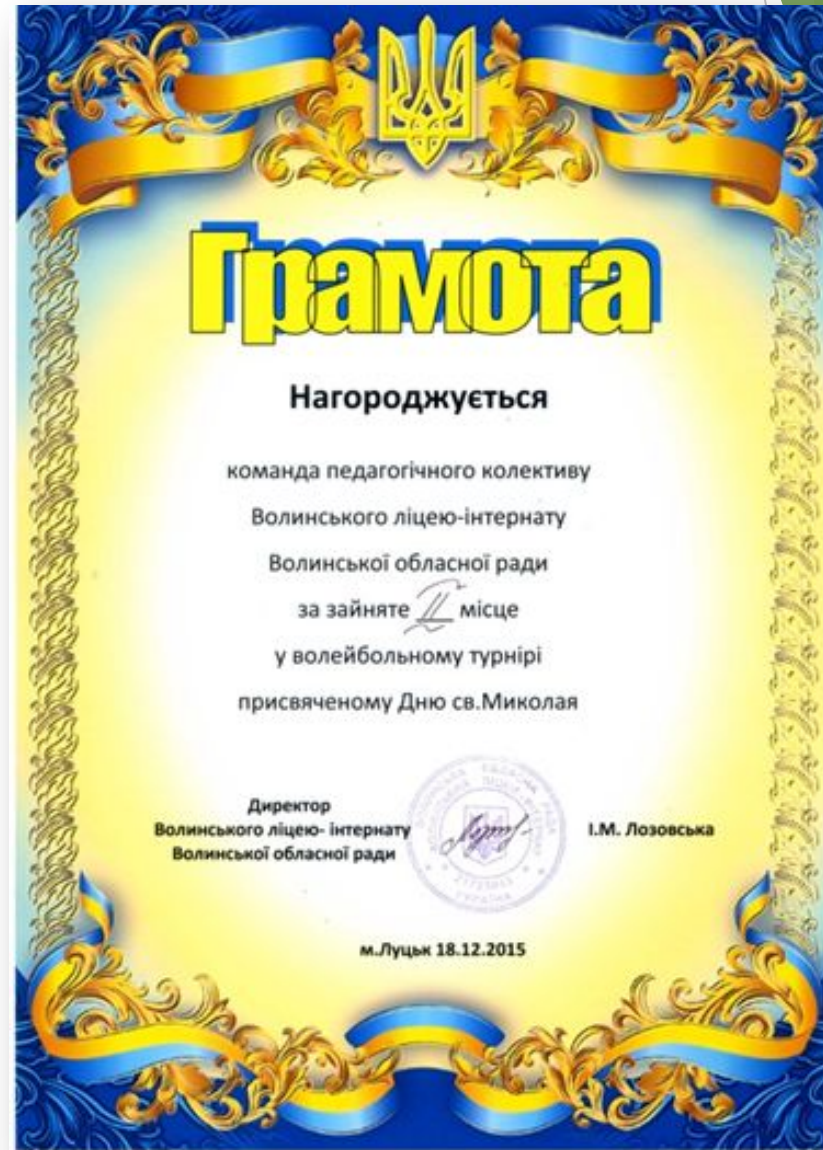 Грамота
Нагороджується
команда педагогічного колективу
Волинського ліцею-інтернату
Волинської обласної ради
за зайняте II місце
у волейбольному турнірі
присвяченому Дню св.Миколая
Директор
Волинського ліцею- інтернату
Волинської обласної ради
І.М. Лозовська
м.Луцьк 18.12.2015